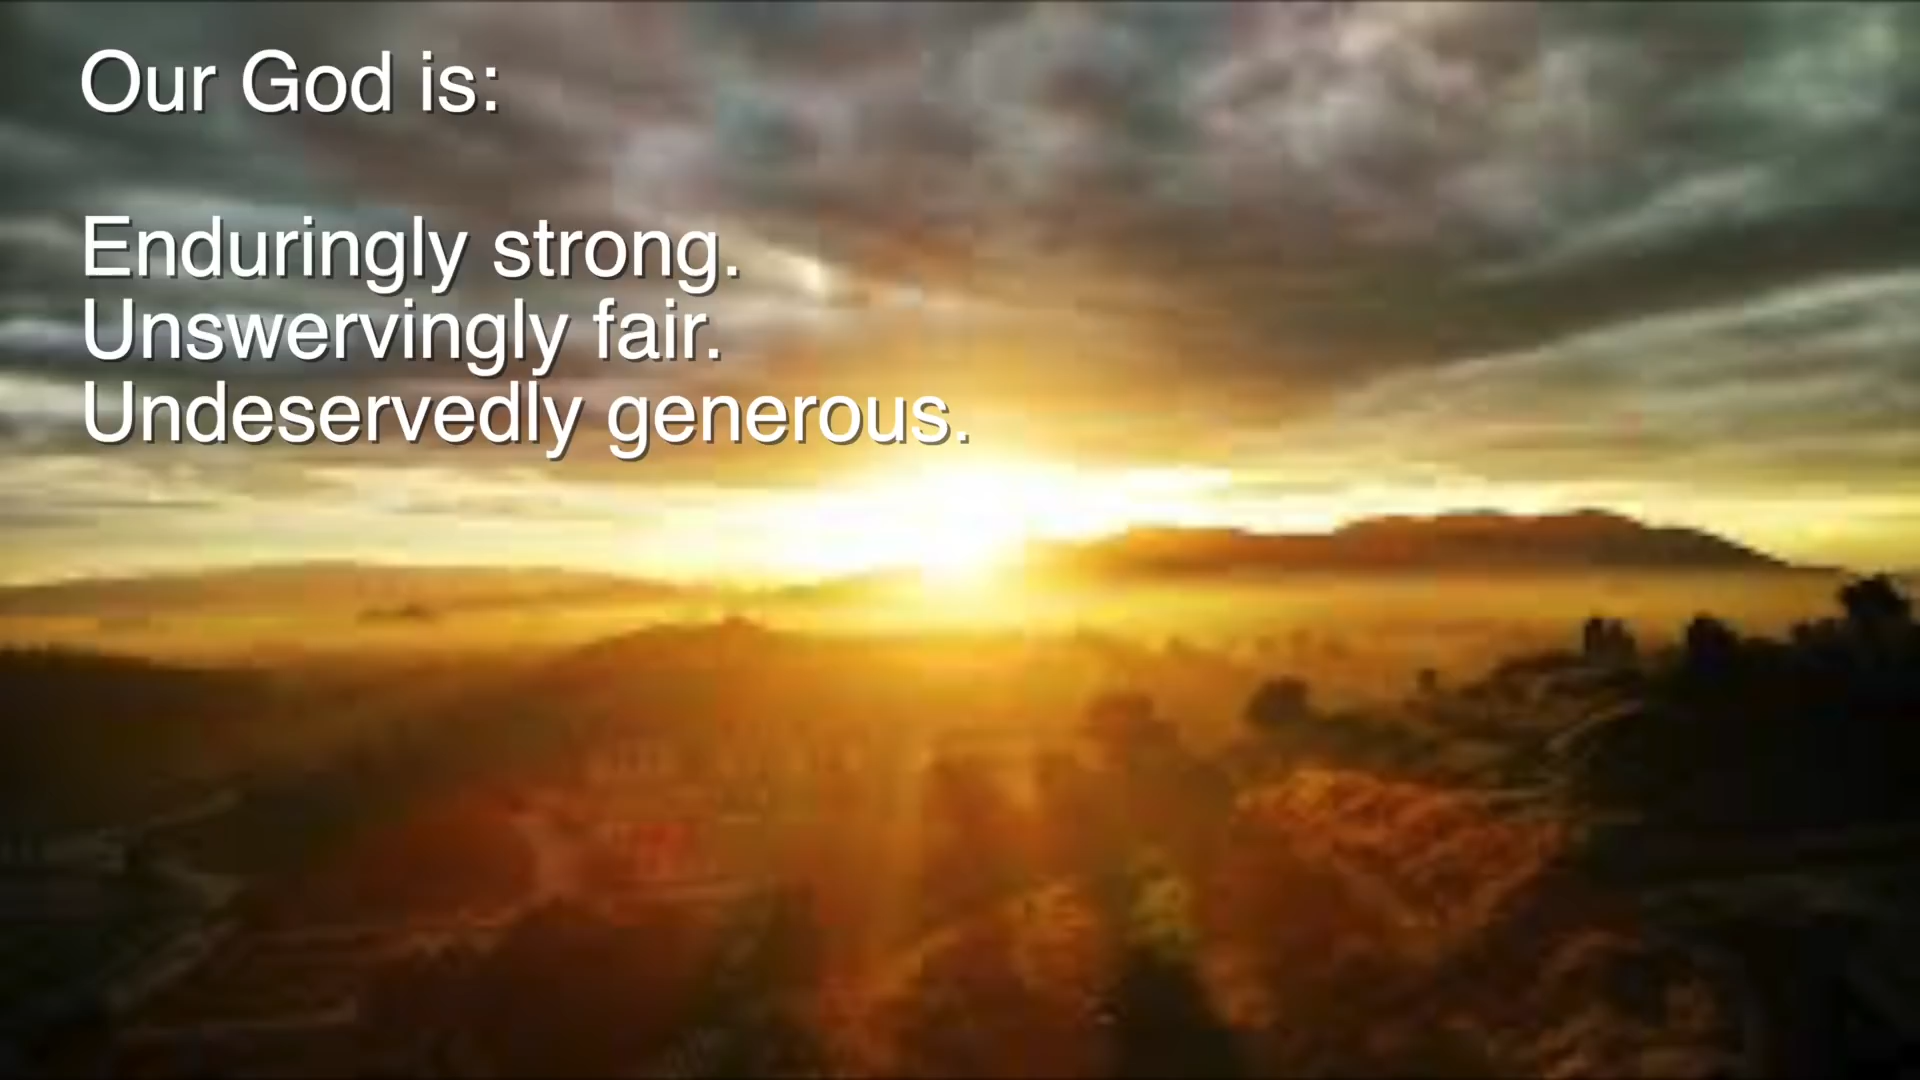 Our God is:
Enduringly strong.
Unswervingly fair.
Undeservedly generous.